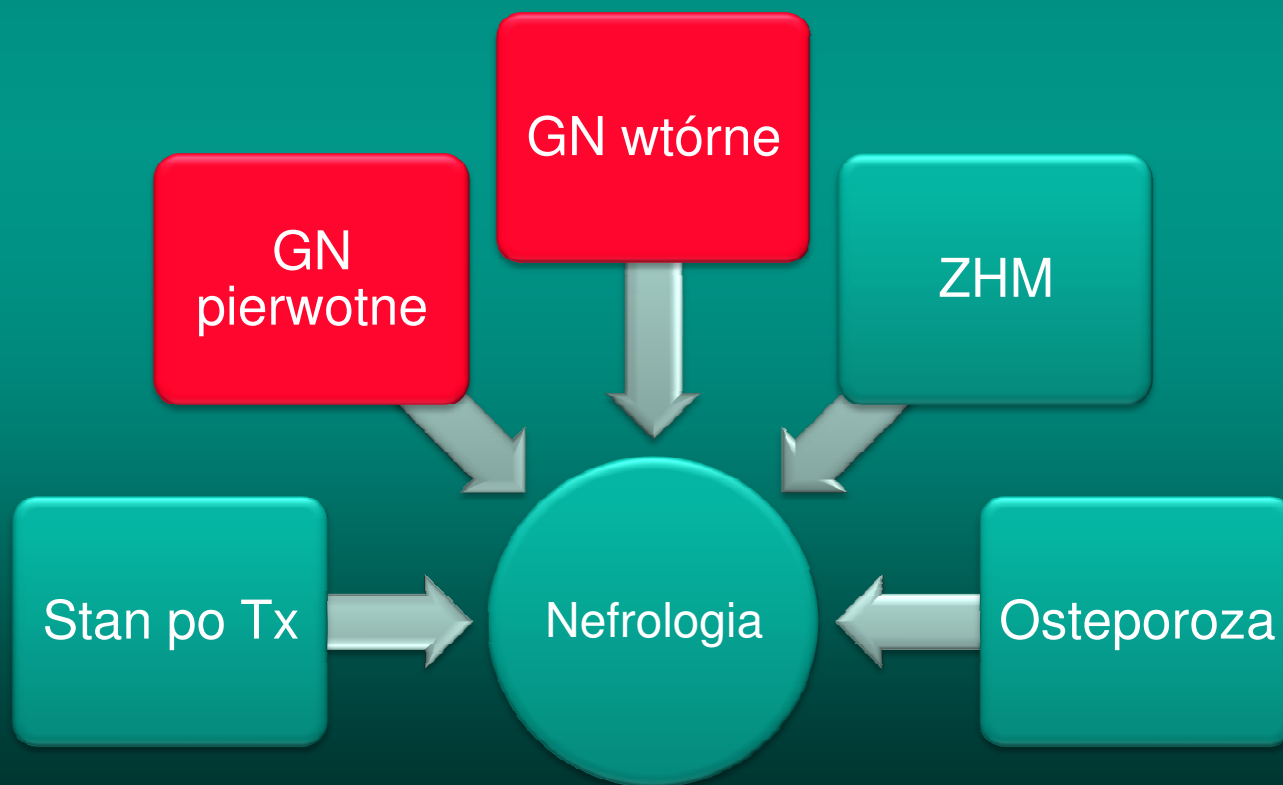 GN wtórne
GN
pierwotne
ZHM
Stan po Tx
Nefrologia
Osteporoza